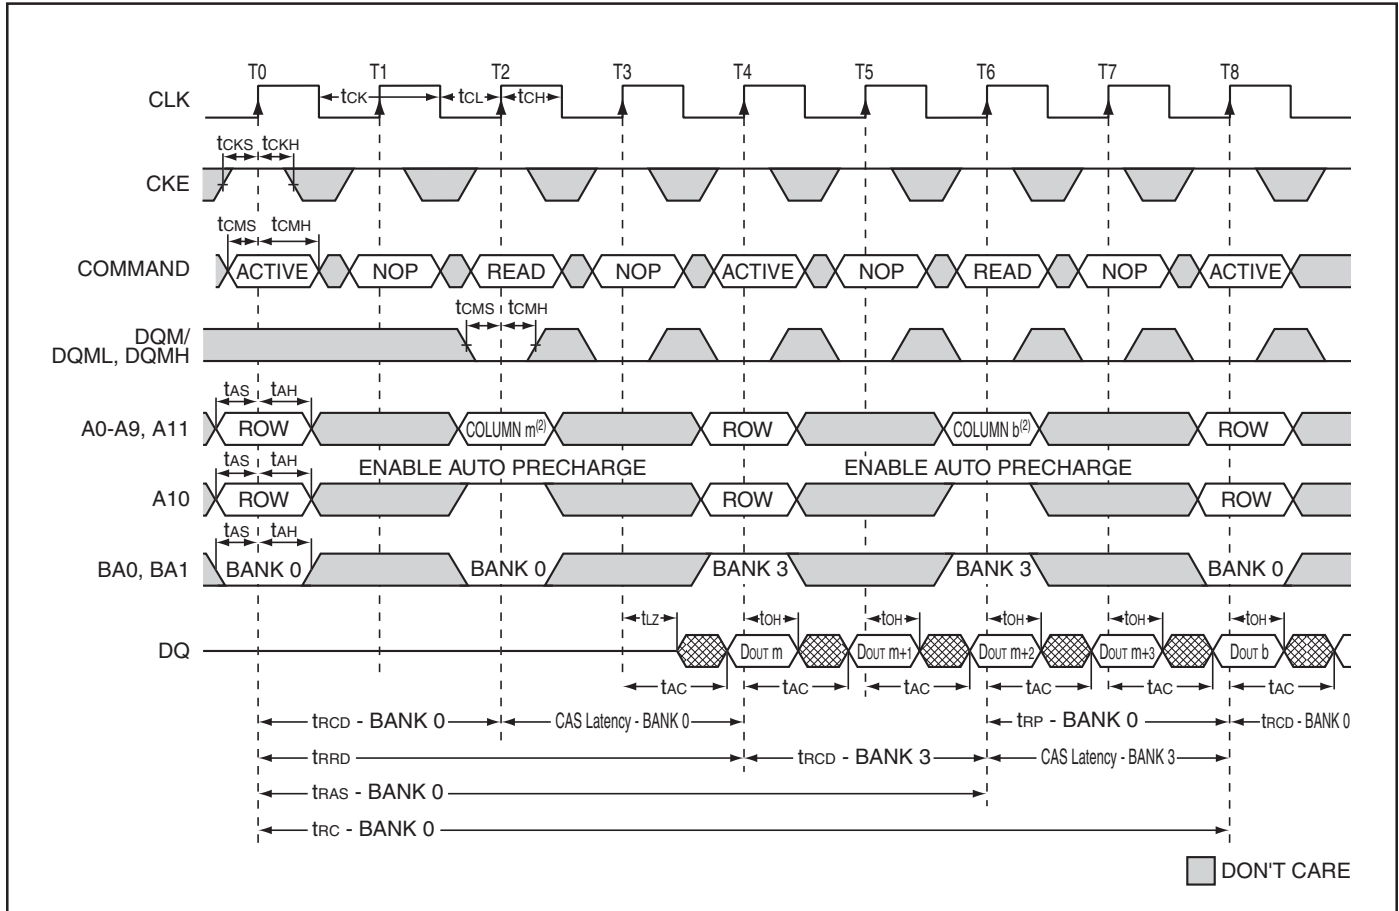 T0 T1 T2 T3 T4 T5 T6 T7 T8
CLK tCK tCL tCH
tCKS tCKH
CKE
tCMS tCMH
COMMAND ACTIVE NOP READ NOP ACTIVE NOP READ NOP ACTIVE
tCMS tCMH
DQM/
DQML, DQMH
tAS tAH
A0-A9, A11 ROW COLUMN m(2) ROW COLUMN b(2) ROW
tAS tAH ENABLE AUTO PRECHARGE ENABLE AUTO PRECHARGE
A10 ROW ROW ROW
tAS tAH
BA0, BA1 BANK 0 BANK 0 BANK 3 BANK 3 BANK 0
tLZ tOH tOH tOH tOH tOH
DQ DOUT m DOUT m+1 DOUT m+2 DOUT m+3 DOUT b
tAC tAC tAC tAC tAC tAC
tRCD - BANK 0 CAS Latency - BANK 0 tRP - BANK 0 tRCD - BANK 0
tRRD tRCD - BANK 3 CAS Latency - BANK 3
tRAS - BANK 0
tRC - BANK 0
DON'T CARE